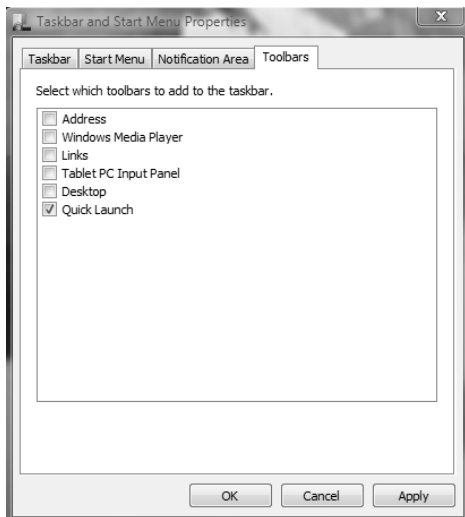 Taskbar and Start Menu Properties
X
Taskbar Start Menu Notification Area Toolbars
Select which toolbars to add to the taskbar.
Address
Windows Media Player
Links
Tablet PC Input Panel
Desktop
Quick Launch
OK Cancel Apply